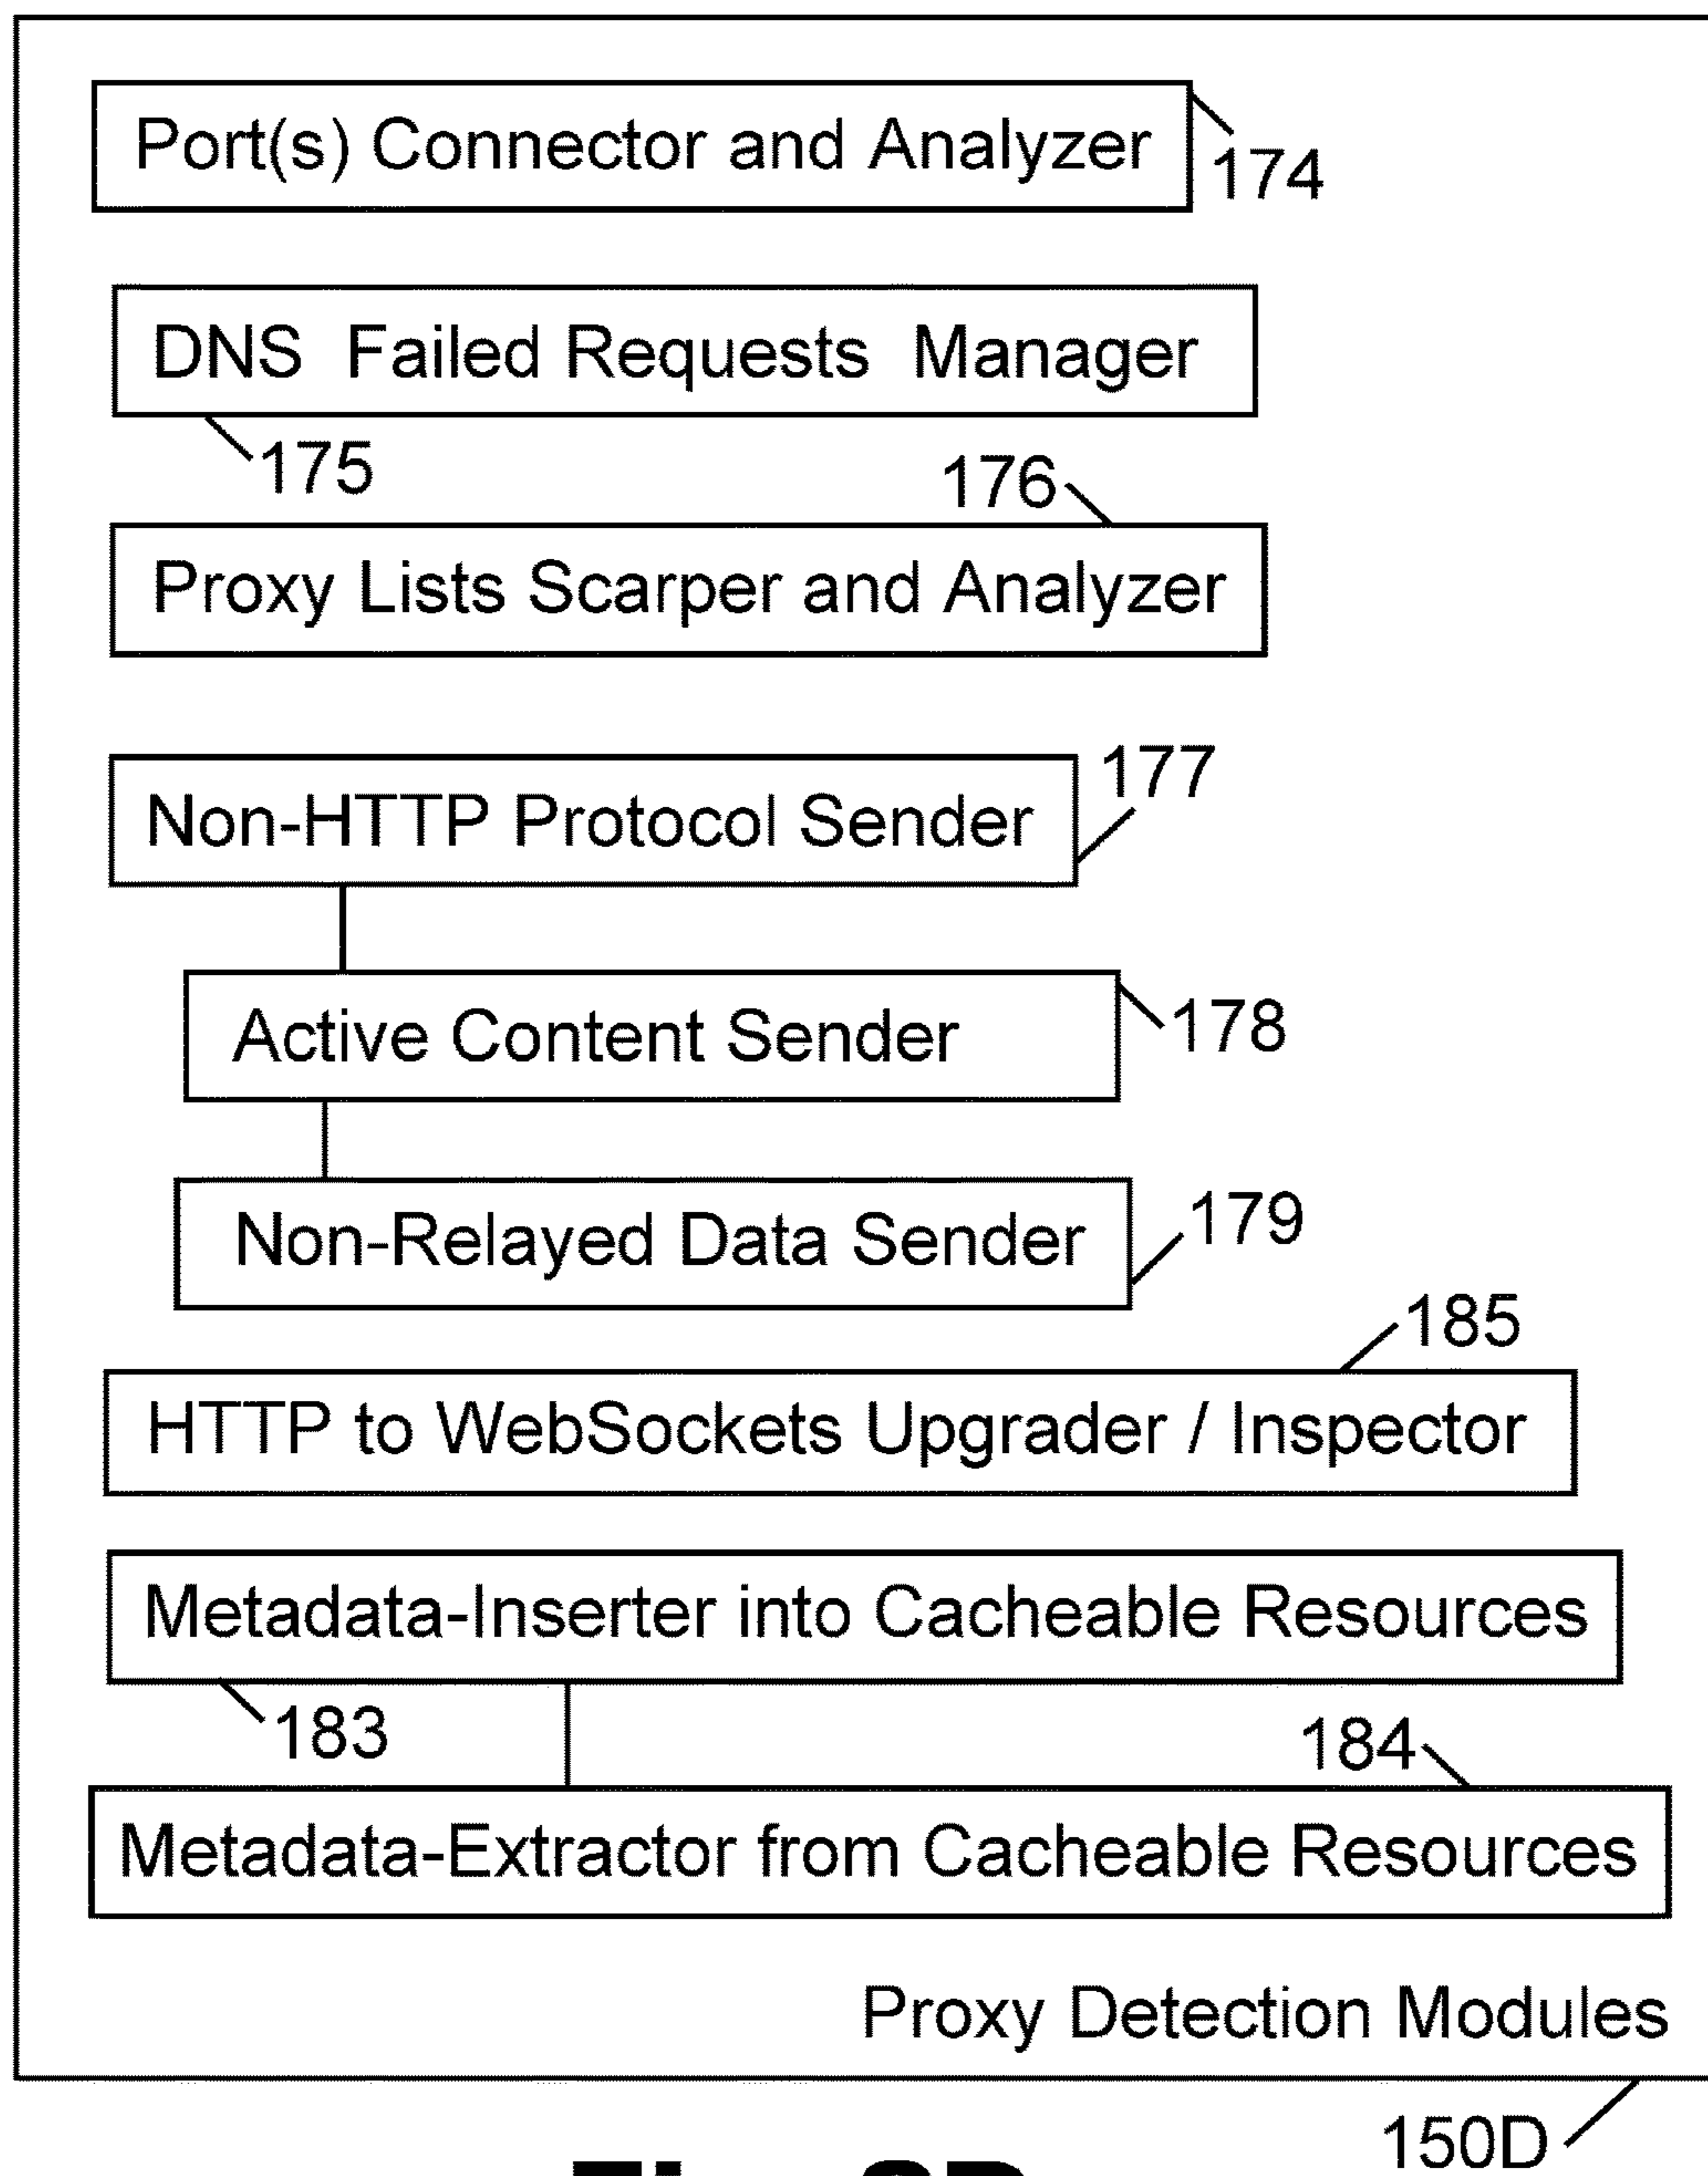 Port(s) Connector and Analyzer
174
DNS Failed Requests Manager
175
176
Proxy Lists Scarper and Analyzer
177
Non-HTTP Protocol Sender
Active Content Sender
178
Non-Relayed Data Sender
179
185
HTTP to WebSockets Upgrader / Inspector
Metadata-Inserter into Cacheable Resources
183
184
Metadata-Extractor from Cacheable Resources
Proxy Detection Modules
150D